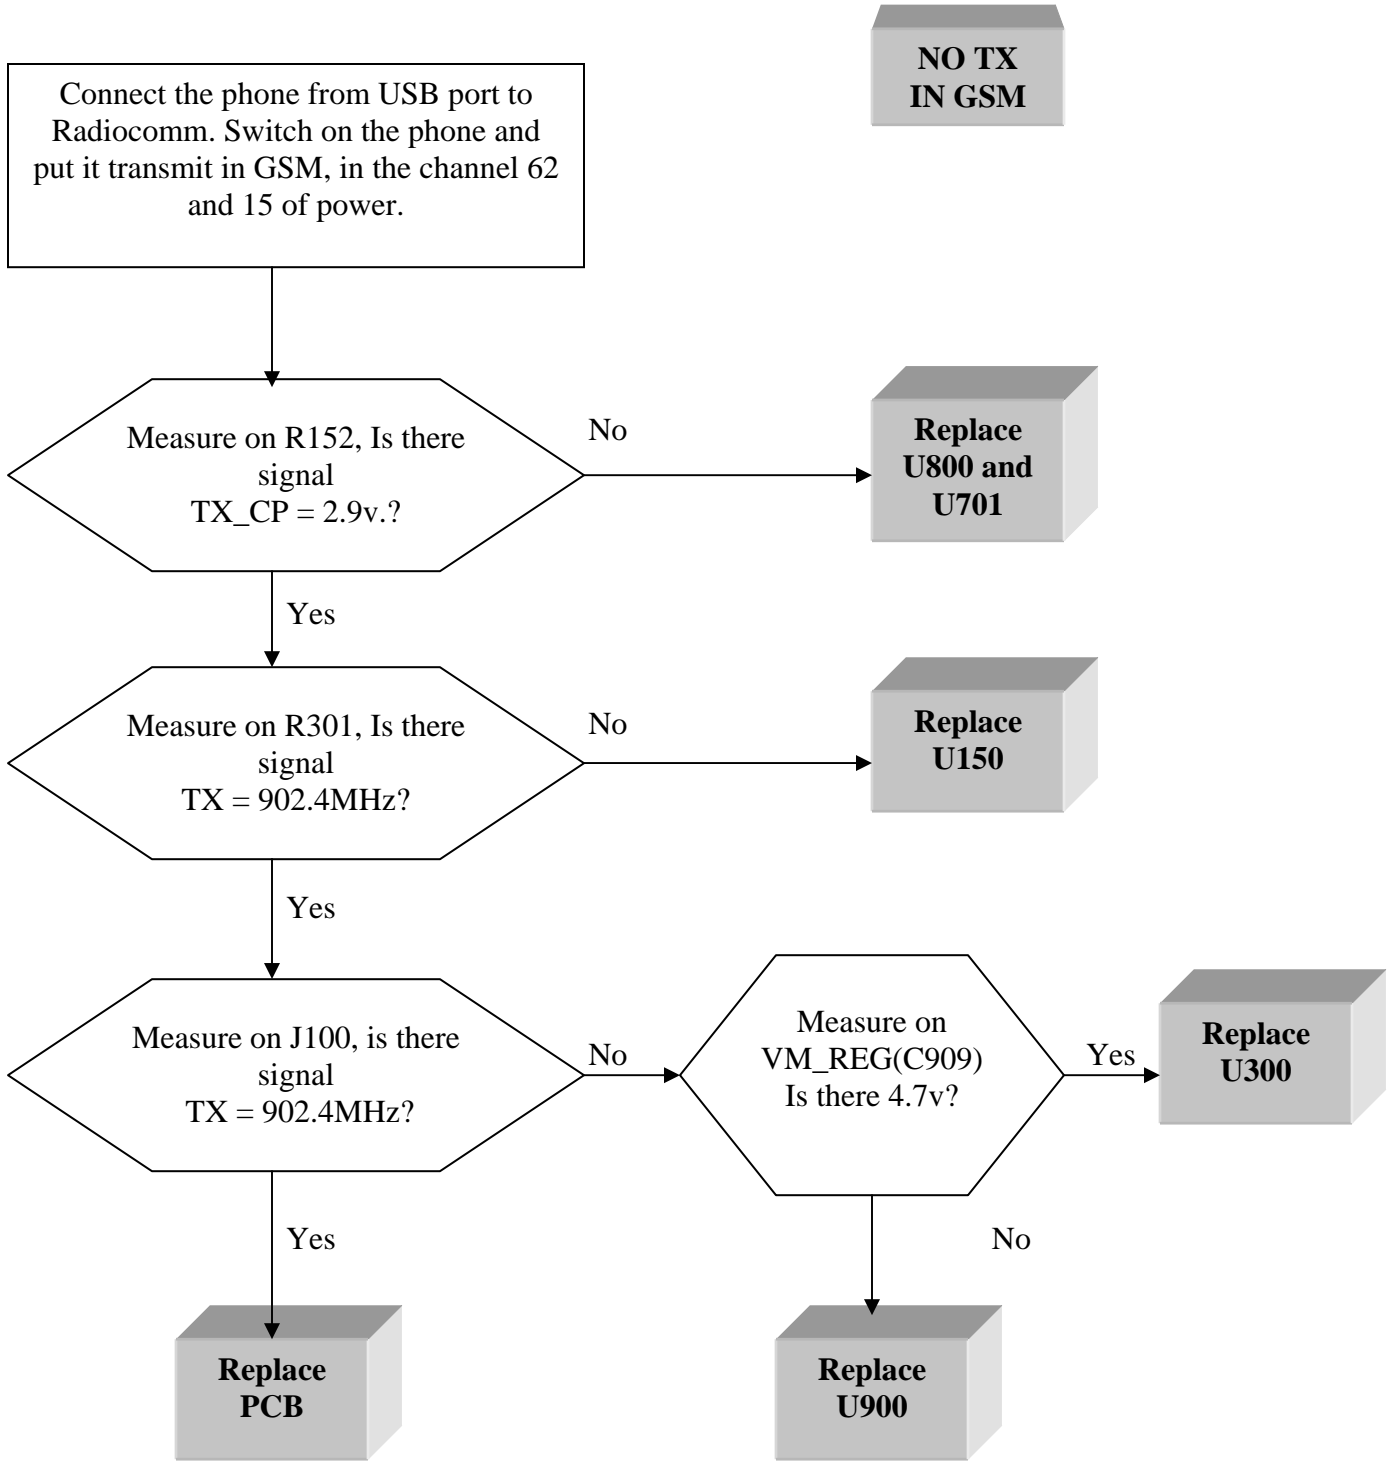 NO TX
IN GSM
Connect the phone from USB port to
Radiocomm. Switch on the phone and
put it transmit in GSM, in the channel 62
and 15 of power.
Measure on R152, Is there
signal
TX_CP = 2.9v.?
No
Replace
U800 and
U701
Yes
Measure on R301, Is there
signal
TX = 902.4MHz?
No
Replace
U150
Yes
Measure on J100, is there
signal
TX = 902.4MHz?
No
Measure on
VM_REG(C909)
Is there 4.7v?
Yes
Replace
U300
Yes
No
Replace
PCB
Replace
U900